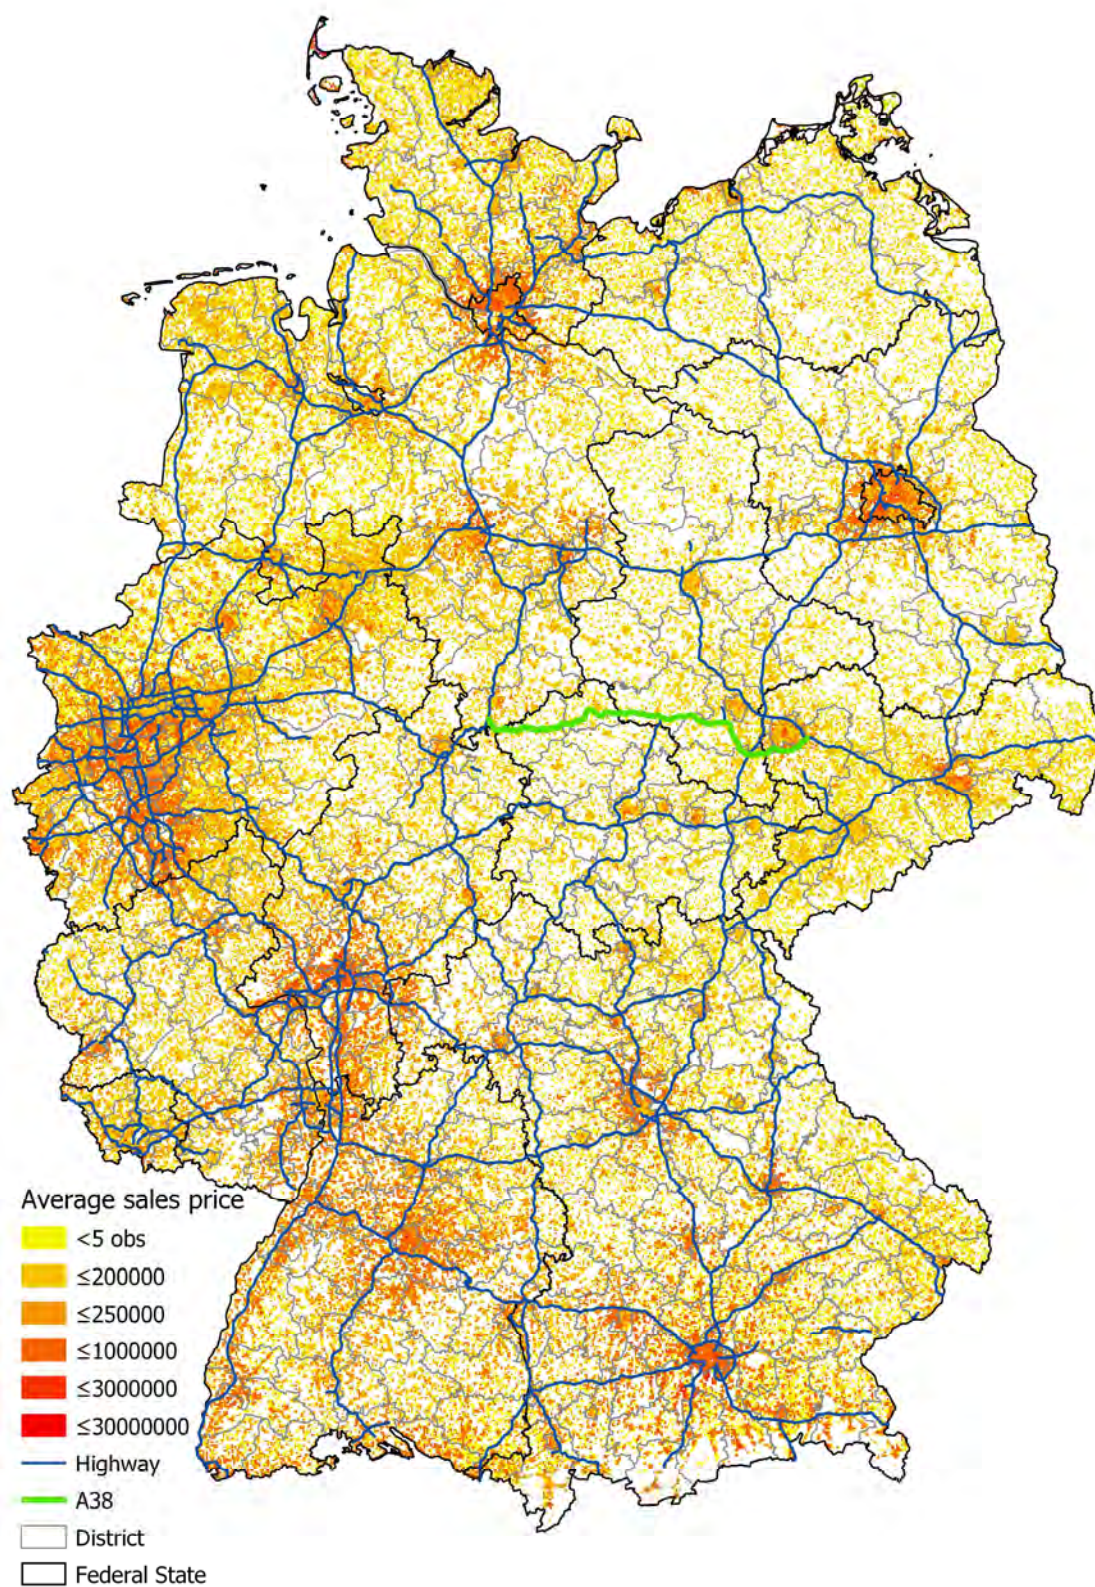 Average sales price
<5 obs
≤200000
≤250000
≤1000000
≤3000000
≤30000000
Highway
A38
District
Federal State